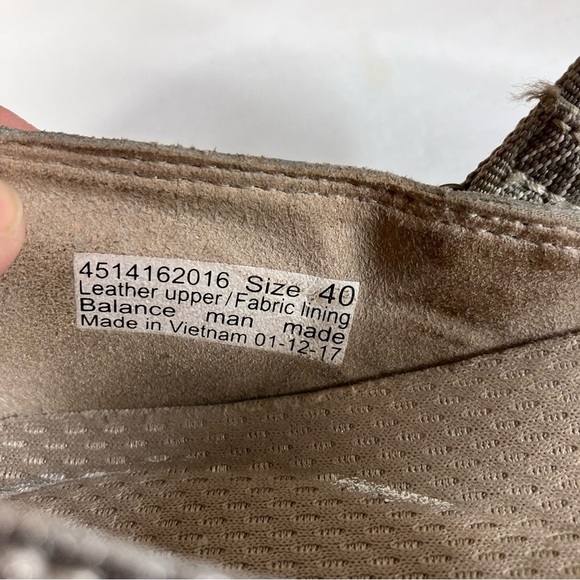 4514162016 Size 40
Leather upper/Fabric lining
Balance man made
Made in Vietnam 01-12-17